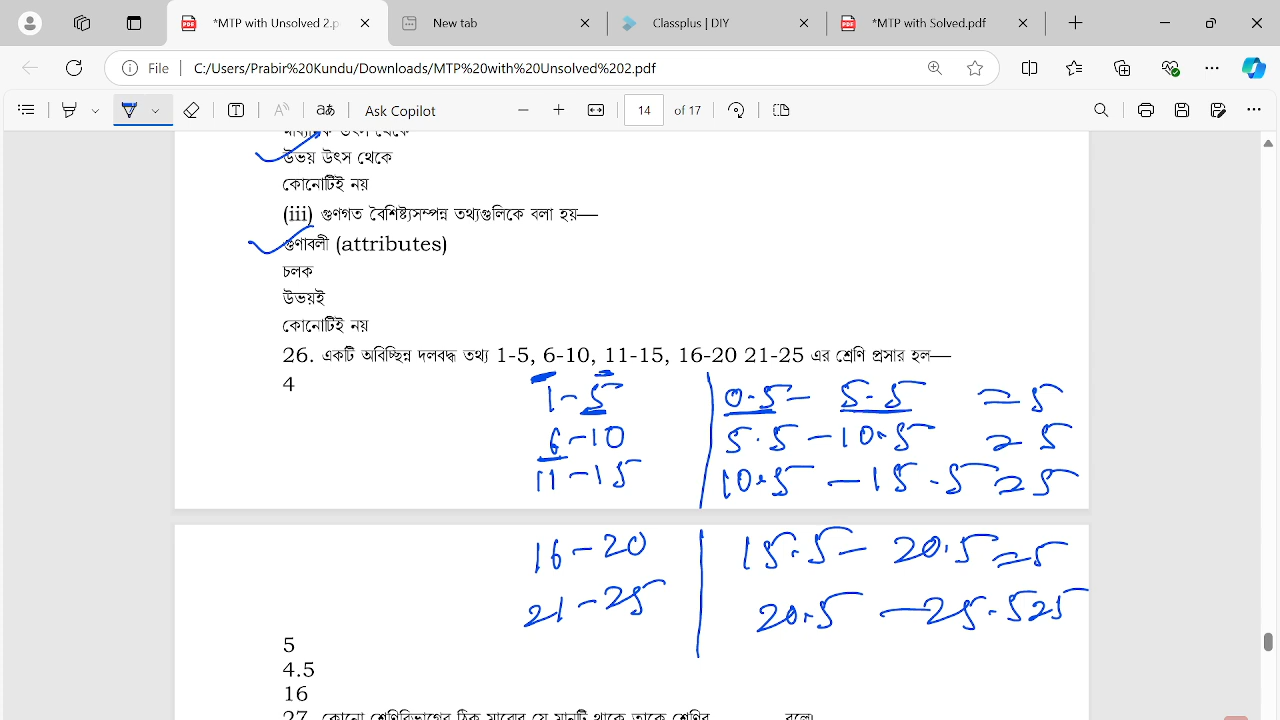 *MTP with Unsolved 2.p
New tab
Classplus | DIY
*MTP with Solved.pdf
File | C:/Users/Prabir%20Kundu/Downloads/MTP%20with%20Unsolved%202.pdf
Ask Copilot
14 of 17
উৎস থেকে
উভয় উৎস থেকে
কোনোটিই নয়
(iii) গুণগত বৈশিষ্ট্যসম্পন্ন তথ্যগুলিকে বলা হয়—
গুণাবলী (attributes)
চলক
উভয়ই
কোনোটিই নয়
26. একটি অবিচ্ছিন্ন দলবদ্ধ তথ্য 1-5, 6-10, 11-15, 16-20 21-25 এর শ্রেণি প্রসার হল—
4
1-5 0.5- 5.5 = 5
6-10 5.5 -10.5 = 5
11-15 10.5 -15.5 = 5
16-20 15.5- 20.5 = 5
21-25 20.5 -25.5 = 5
5
4.5
16
27. কোনো শ্রেণিবিভাগের ঠিক মাঝের যে মানটি থাকে তাকে শ্রেণির ______ বলে।